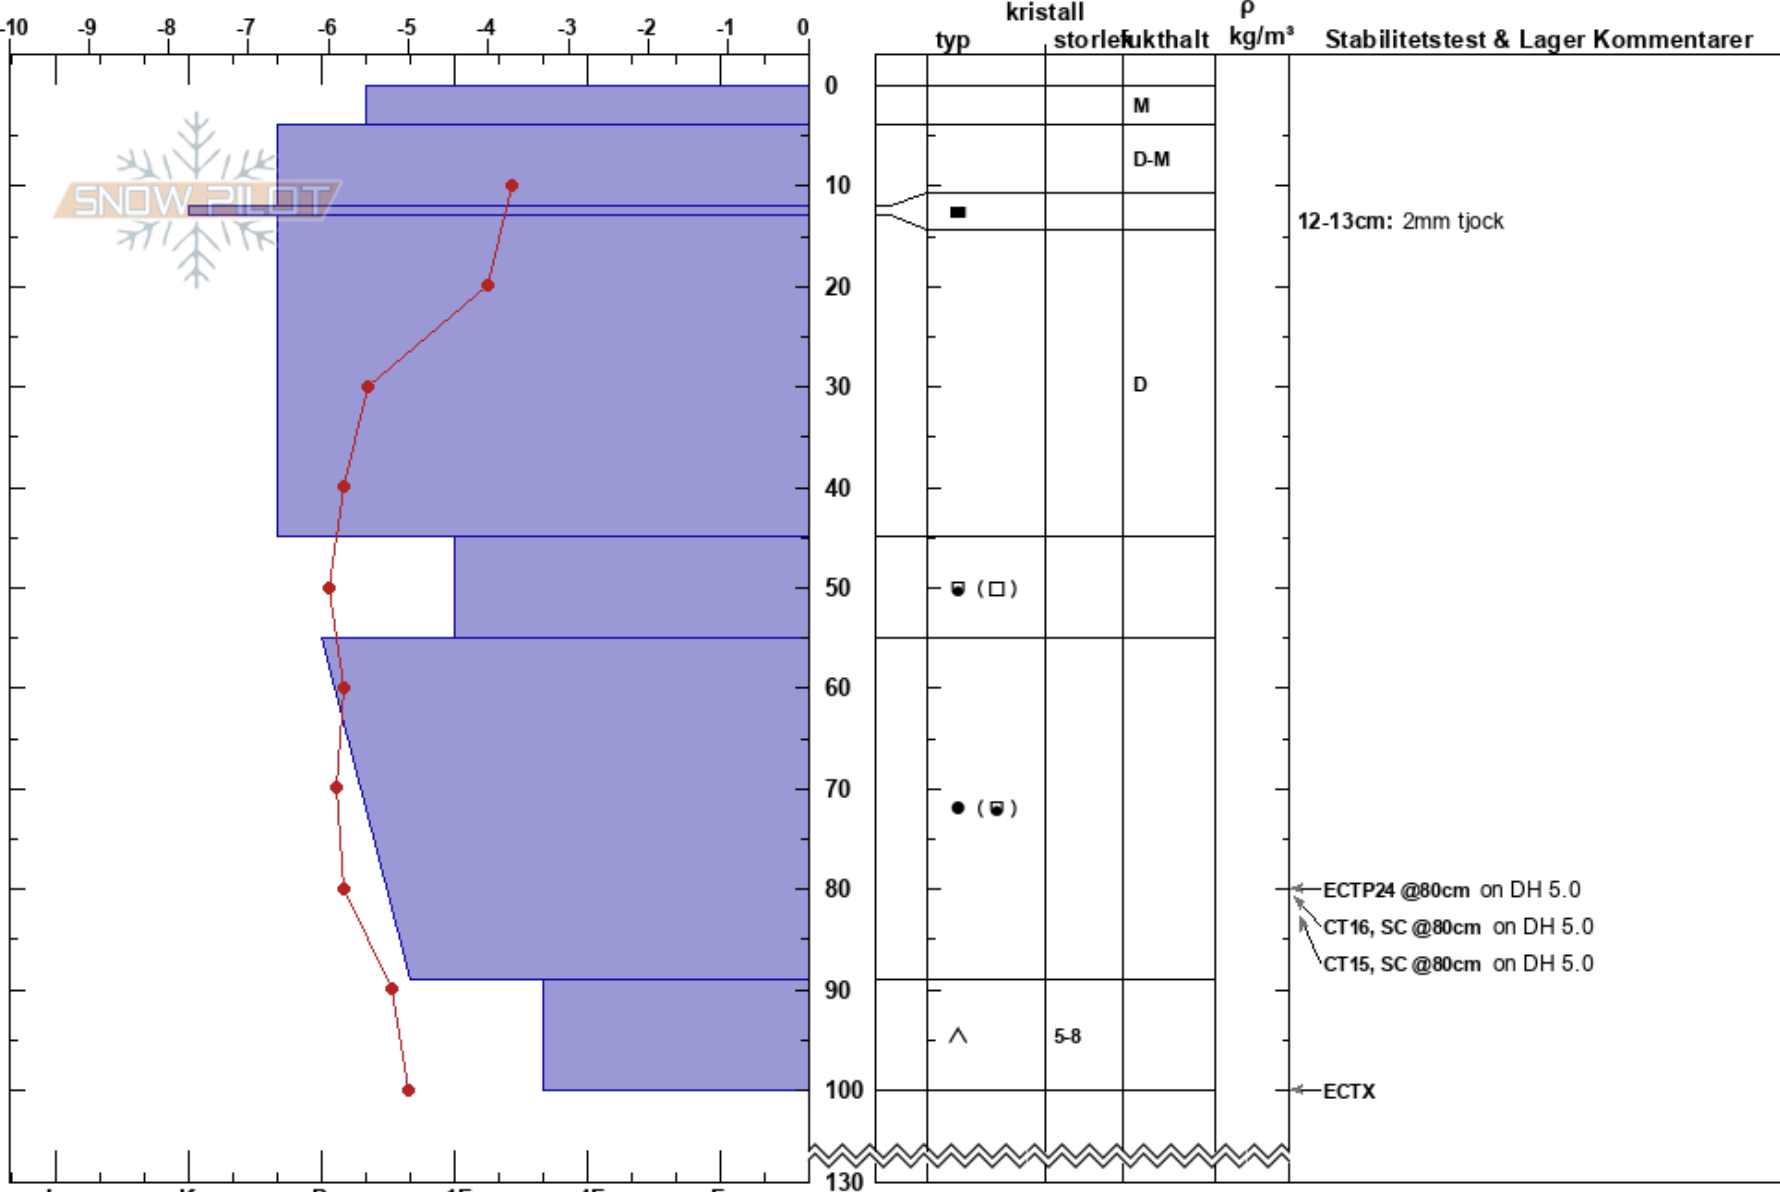 kristall ρ
-10 -9 -8 -7 -6 -5 -4 -3 -2 -1 0 typ storlek fukthalt kg/m³ Stabilitetstest & Lager Kommentarer
0
M
D-M
SNOW PILOT
10
12-13cm: 2mm tjock
20
30 D
40
50 ( )
60
70 ( )
80 ECTP24 @80cm on DH 5.0
CT16, SC @80cm on DH 5.0
CT15, SC @80cm on DH 5.0
90
5-8
100 ECTX
130